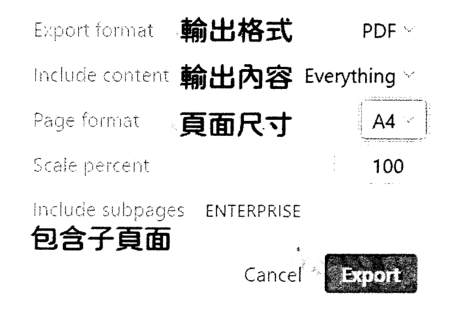 Export format 輸出格式 PDF
Include content 輸出內容 Everything
Page format 頁面尺寸 A4
Scale percent 100
Include subpages ENTERPRISE
包含子頁面
Cancel Export